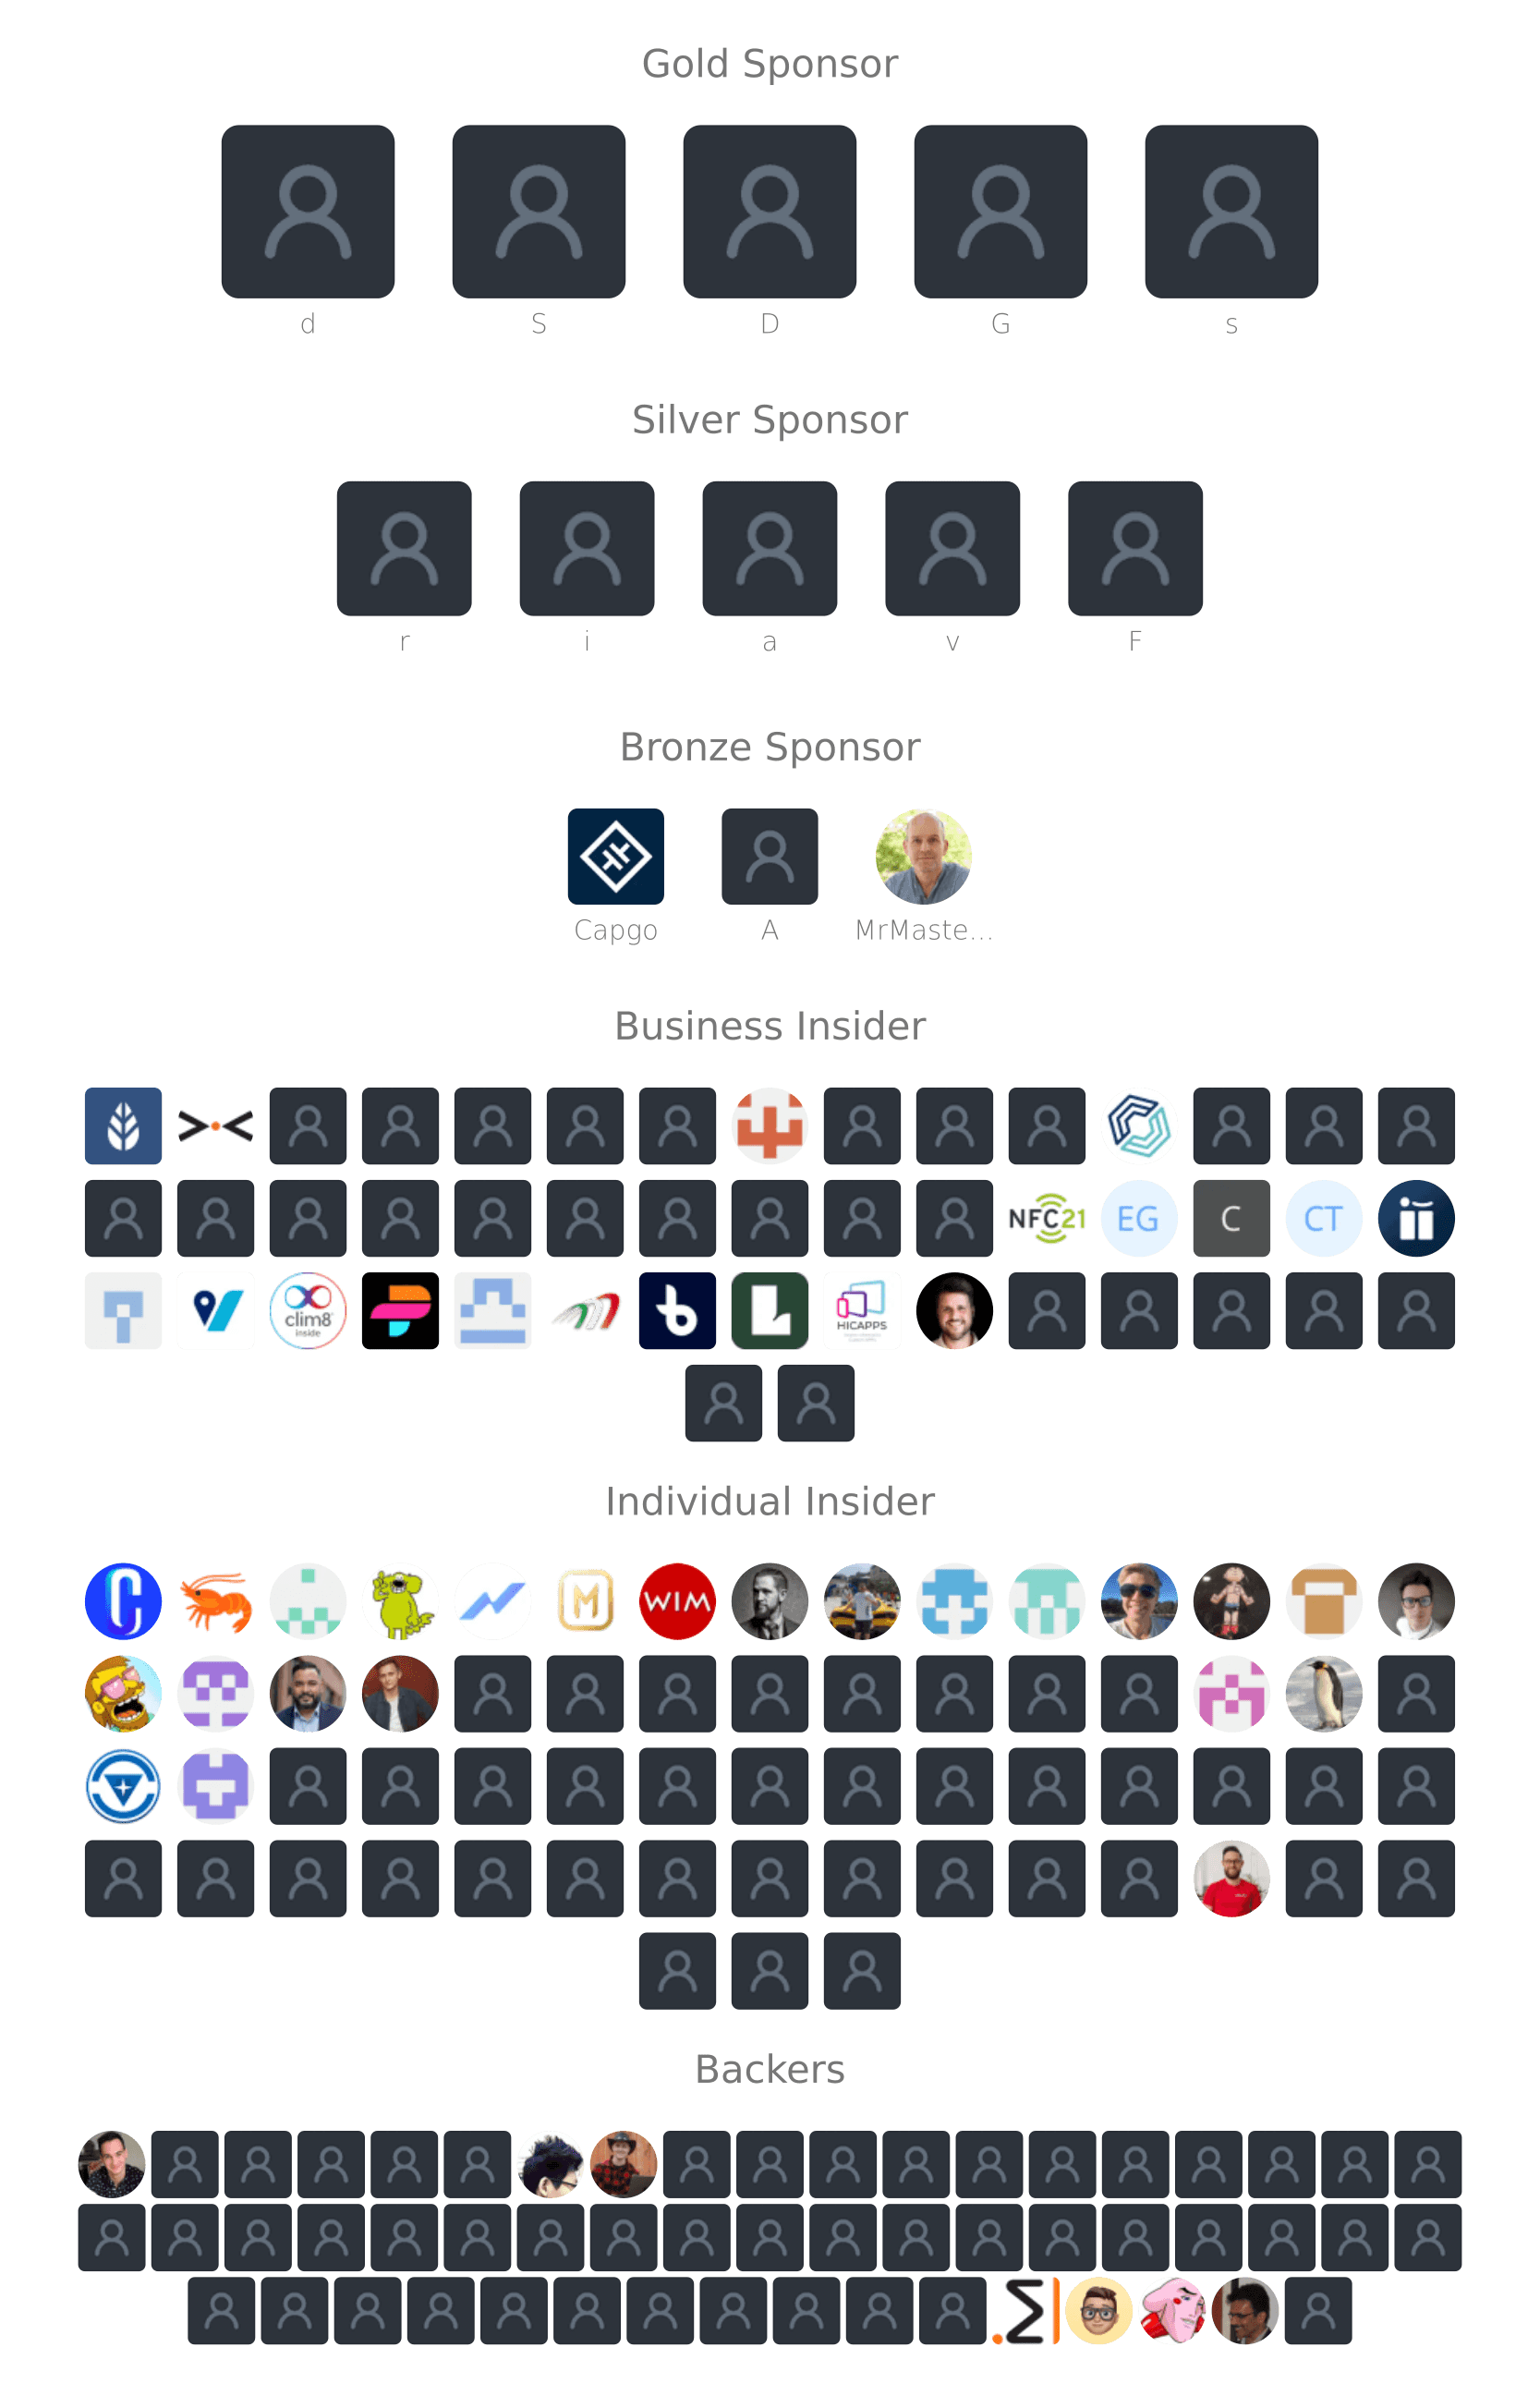 Gold Sponsor
d S D G s
Silver Sponsor
r i a v F
Bronze Sponsor
Capgo A MrMaste...
Business Insider
NFC21 EG C CT
clim8
inside
HICAPPS
Individual Insider
C M WIM
Backers